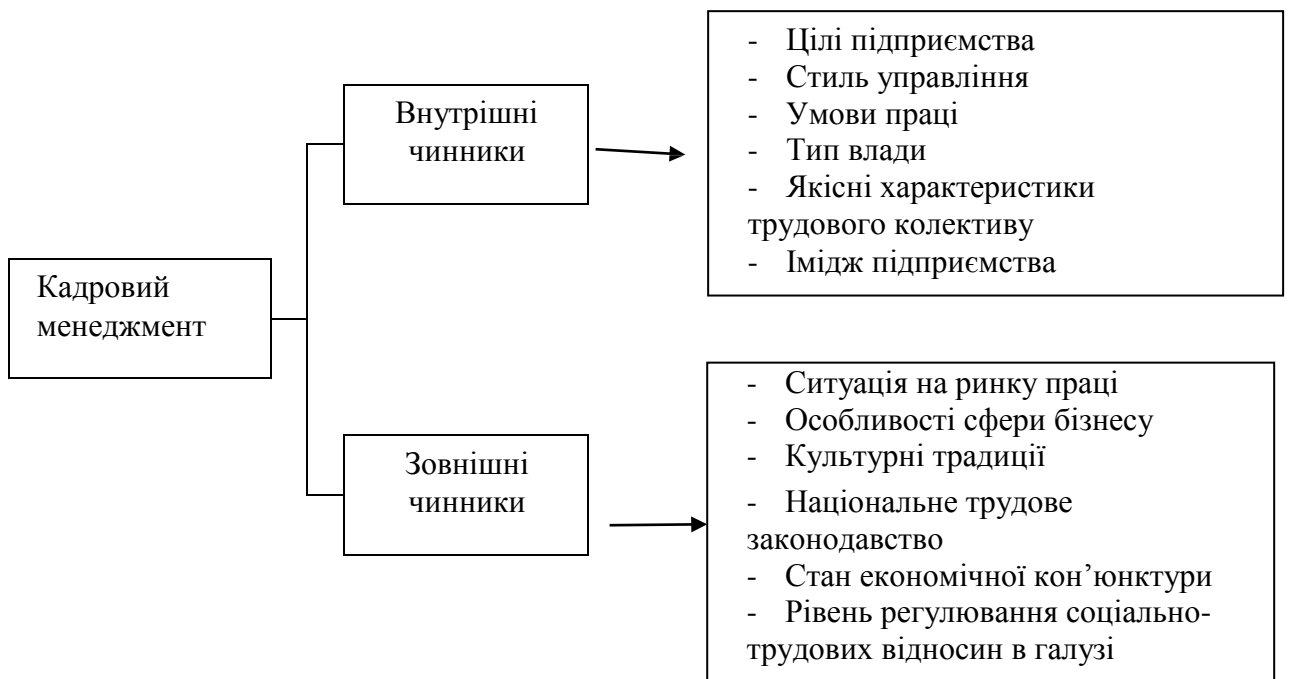 Кадровий
менеджмент
Внутрішні
чинники
- Цілі підприємства
- Стиль управління
- Умови праці
- Тип влади
- Якісні характеристики
трудового колективу
- Імідж підприємства
Зовнішні
чинники
- Ситуація на ринку праці
- Особливості сфери бізнесу
- Культурні традиції
- Національне трудове
законодавство
- Стан економічної кон’юнктури
- Рівень регулювання соціально-
трудових відносин в галузі